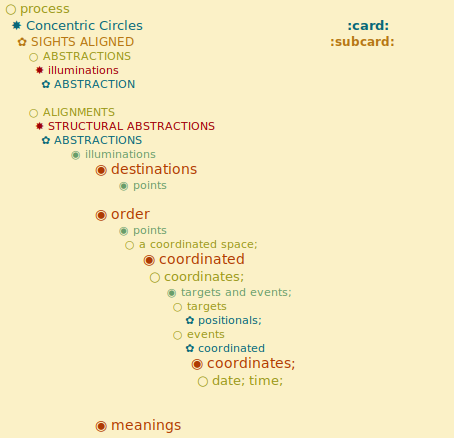 ○ process
✸ Concentric Circles :card:
✿ SIGHTS ALIGNED :subcard:
○ ABSTRACTIONS
✸ illuminations
✿ ABSTRACTION
○ ALIGNMENTS
✸ STRUCTURAL ABSTRACTIONS
✿ ABSTRACTIONS
◉ illuminations
◉ destinations
◉ points
◉ order
◉ points
○ a coordinated space;
◉ coordinated
○ coordinates;
◉ targets and events;
○ targets
✿ positionals;
○ events
✿ coordinated
◉ coordinates;
○ date; time;
◉ meanings